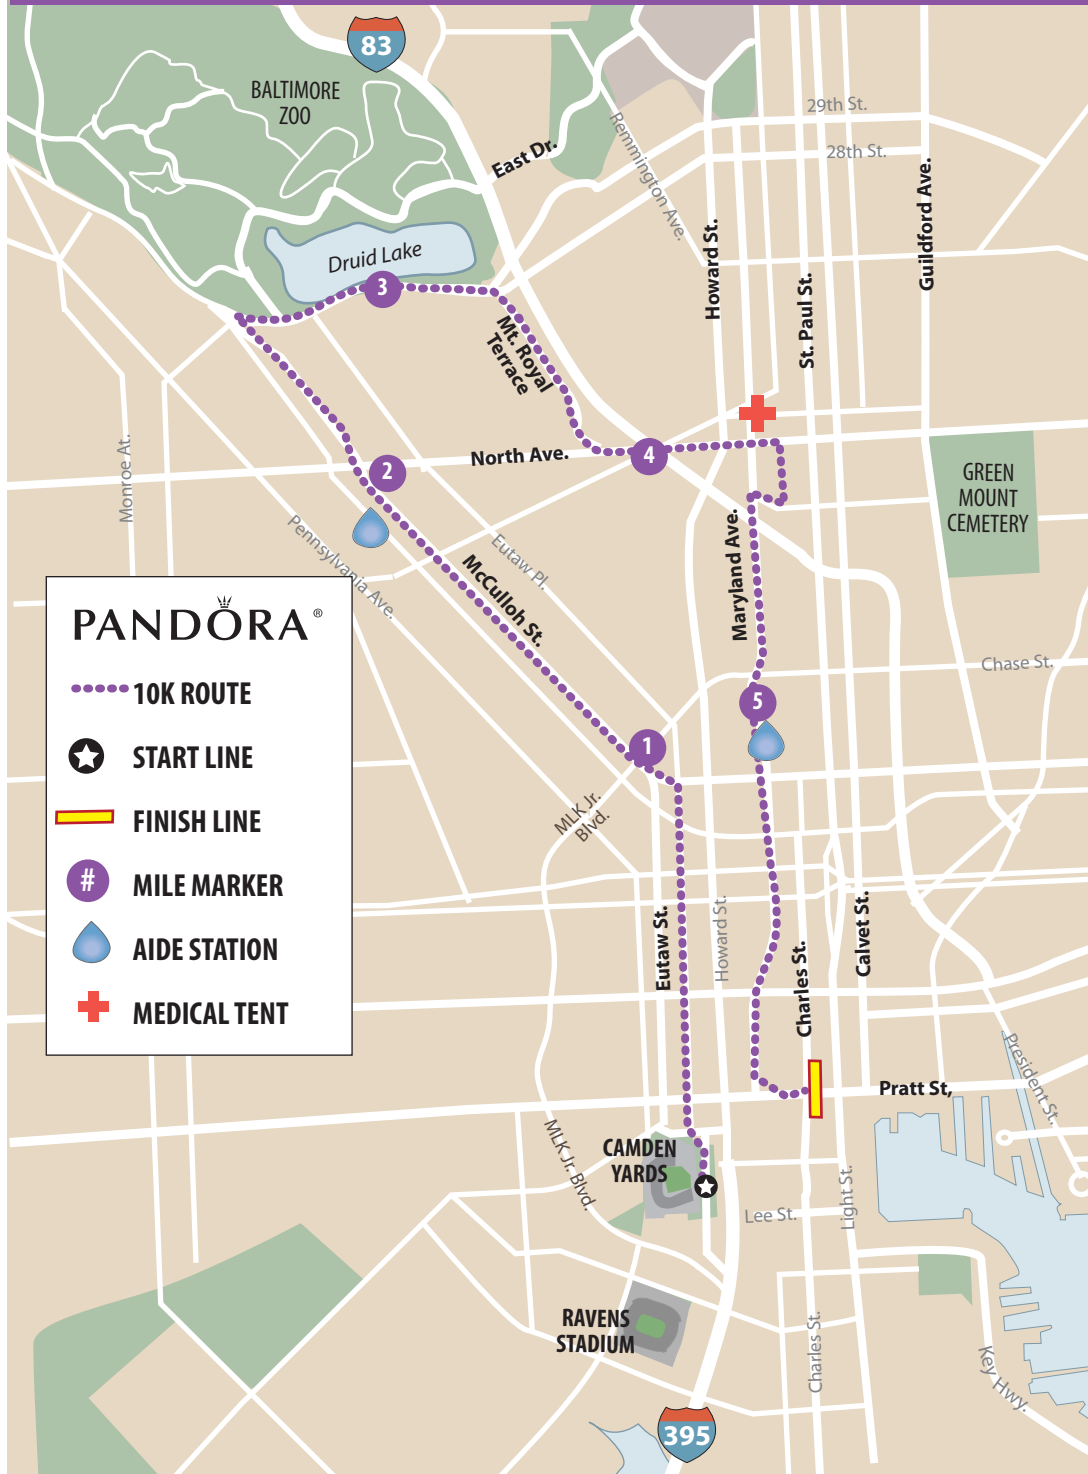 83
BALTIMORE
ZOO
29th St.
28th St.
East Dr.
Remmington Ave.
Howard St.
Guildford Ave.
St. Paul St.
Druid Lake
3
Mt. Royal
Terrace
North Ave.
4
2
Monroe At.
GREEN
MOUNT
CEMETERY
Pennsylvania Ave.
Eutaw Pl.
McCulloh St.
Maryland Ave.
Chase St.
PANDÖRA®
10K ROUTE
START LINE
FINISH LINE
#
MILE MARKER
AIDE STATION
MEDICAL TENT
5
1
MLK Jr.
Blvd.
Eutaw St.
Howard St.
Charles St.
Calvet St.
Pratt St,
President St.
MLK Jr. Blvd.
CAMDEN
YARDS
Lee St.
Light St.
RAVENS
STADIUM
Charles St.
Key Hwy.
395